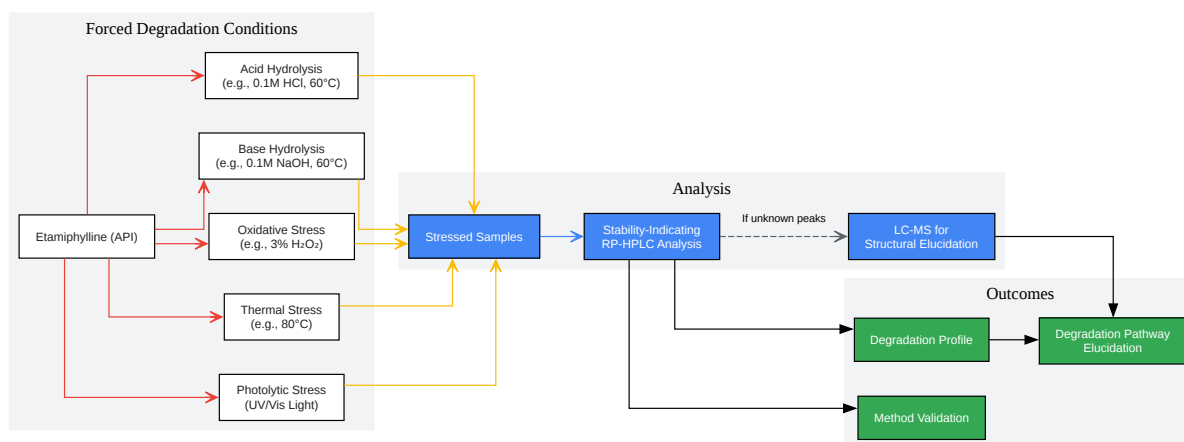 Forced Degradation Conditions
Acid Hydrolysis
(e.g., 0.1M HCl, 60°C)
Base Hydrolysis
(e.g., 0.1M NaOH, 60°C)
Etamiphylline (API)
Oxidative Stress
(e.g., 3% H₂O₂)
Thermal Stress
(e.g., 80°C)
Photolytic Stress
(UV/Vis Light)
Analysis
Stressed Samples
Stability-Indicating
RP-HPLC Analysis
If unknown peaks
LC-MS for
Structural Elucidation
Outcomes
Degradation Profile
Degradation Pathway
Elucidation
Method Validation